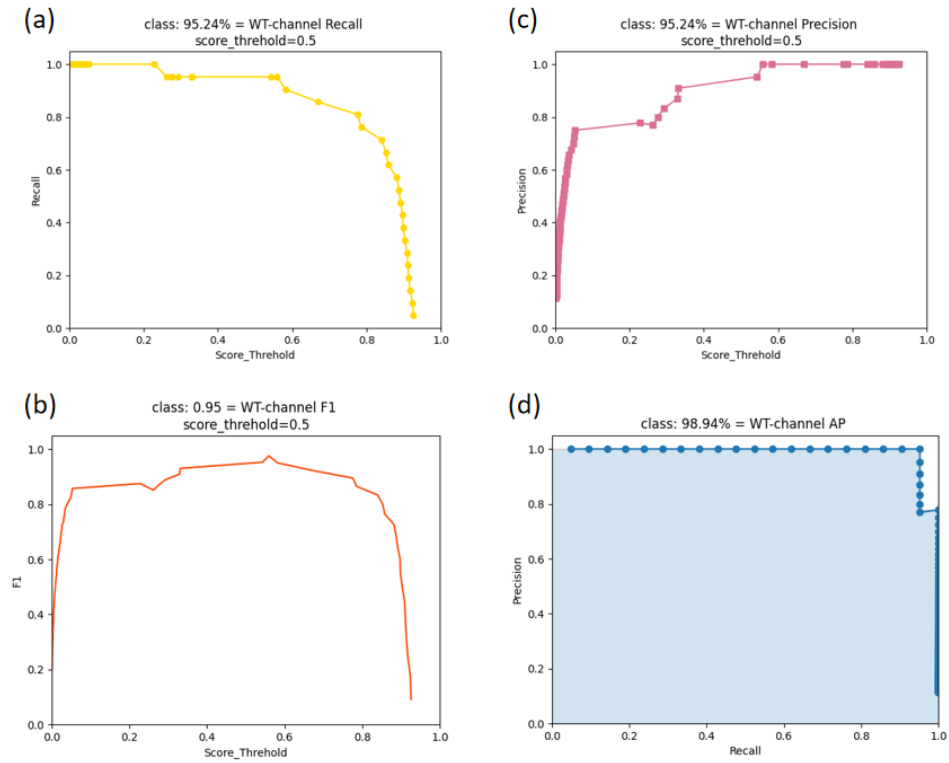 (a)
class: 95.24% = WT-channel Recall
score_threhold=0.5
1.0
0.8
0.6
0.4
0.2
0.0
Recall
0.0 0.2 0.4 0.6 0.8 1.0
Score_Threhold
(c)
class: 95.24% = WT-channel Precision
score_threhold=0.5
1.0
0.8
0.6
0.4
0.2
0.0
Precision
0.0 0.2 0.4 0.6 0.8 1.0
Score_Threhold
(b)
class: 0.95 = WT-channel F1
score_threhold=0.5
1.0
0.8
0.6
0.4
0.2
0.0
F1
0.0 0.2 0.4 0.6 0.8 1.0
Score_Threhold
(d)
class: 98.94% = WT-channel AP
1.0
0.8
0.6
0.4
0.2
0.0
Precision
0.0 0.2 0.4 0.6 0.8 1.0
Recall